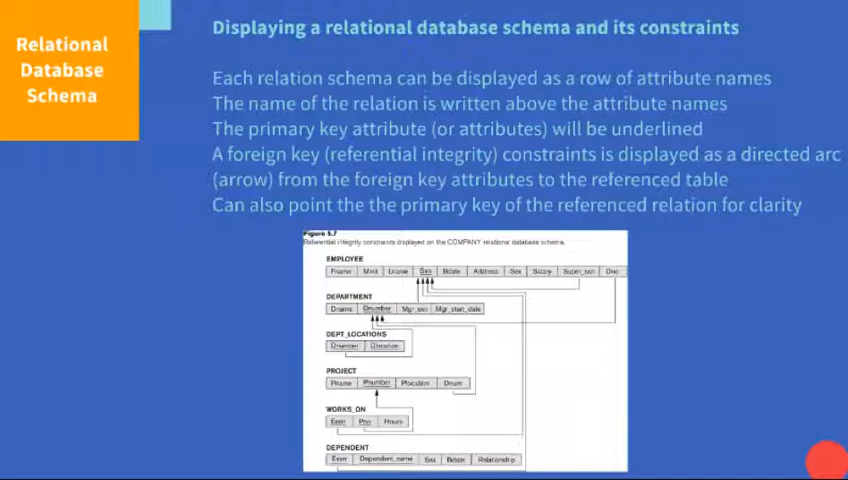 Relational
Database
Schema
Displaying a relational database schema and its constraints
Each relation schema can be displayed as a row of attribute names
The name of the relation is written above the attribute names
The primary key attribute (or attributes) will be underlined
A foreign key (referential integrity) constraints is displayed as a directed arc
(arrow) from the foreign key attributes to the referenced table
Can also point the the primary key of the referenced relation for clarity
Figure 5.7
Referential integrity constraints displayed on the COMPANY relational database schema.
EMPLOYEE
Fname Minit Lname Ssn Bdate Address Sex Salary Super_ssn Dno
DEPARTMENT
Dname Dnumber Mgr_ssn Mgr_start_date
DEPT_LOCATIONS
Dnumber Dlocation
PROJECT
Pname Pnumber Plocation Dnum
WORKS_ON
Essn Pno Hours
DEPENDENT
Essn Dependent_name Sex Bdate Relationship